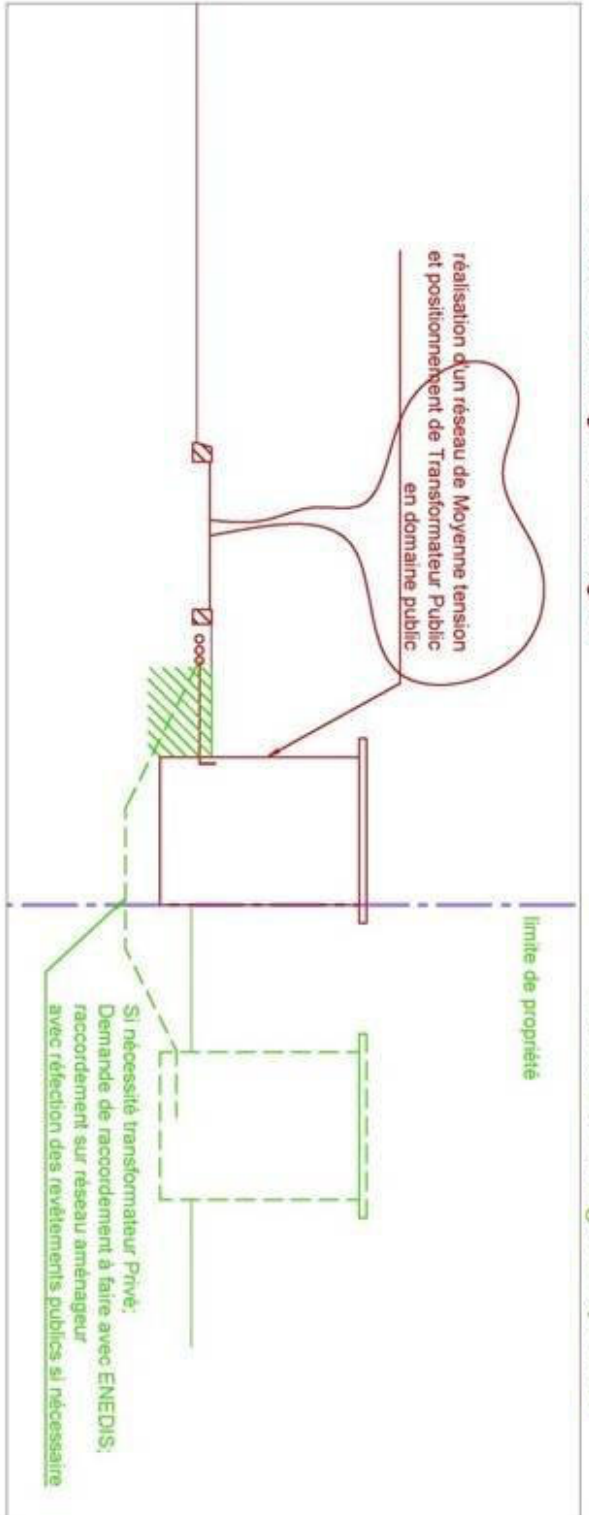 réalisation d'un réseau de Moyenne tension
et positionnement de Transformateur Public
en domaine public
limite de propriété
Si nécessité transformateur Privé;
Demande de raccordement à faire avec ENEDIS;
raccordement sur réseau aménageur
avec réfection des revêtements publics si nécessaire